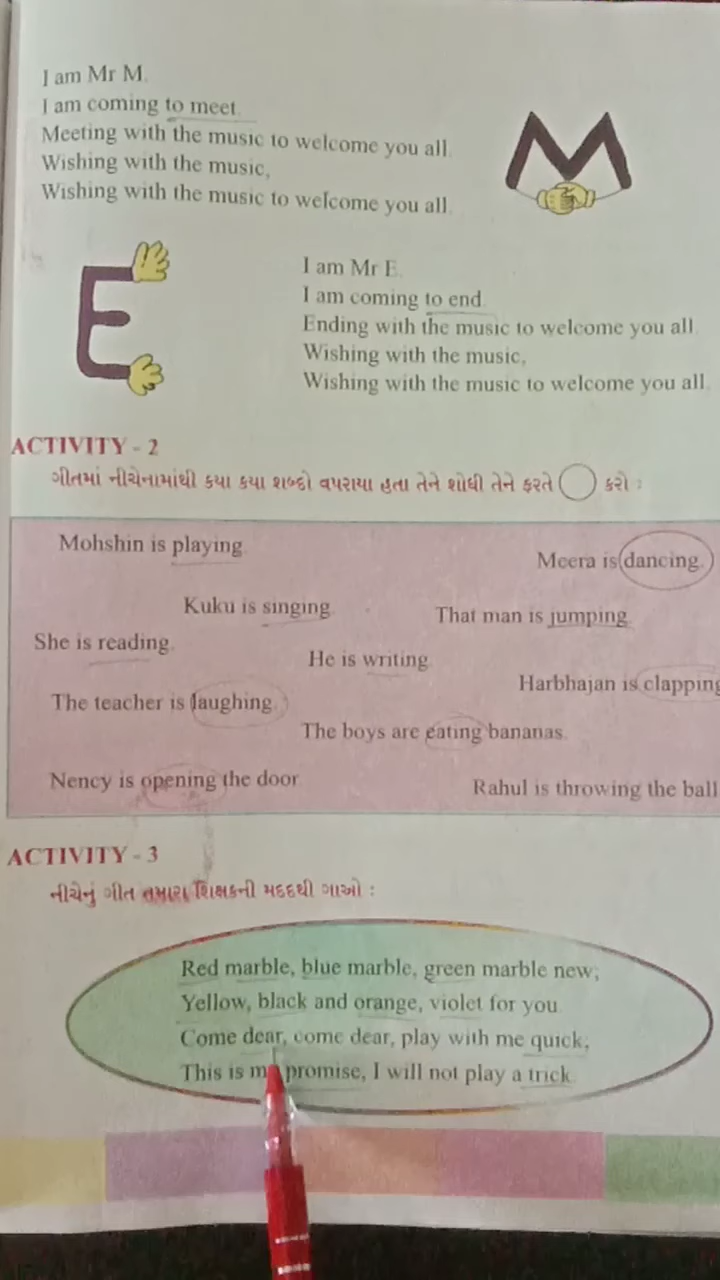 I am Mr M.
I am coming to meet.
Meeting with the music to welcome you all.
Wishing with the music,
Wishing with the music to welcome you all.
M
E
I am Mr E.
I am coming to end.
Ending with the music to welcome you all.
Wishing with the music,
Wishing with the music to welcome you all.
ACTIVITY - 2
ગીતમાં નીચેનામાંથી કયા કયા શબ્દો વપરાયા હતા તેને શોધી તેને ફરતે ◯ કરો :
Mohshin is playing.
Meera is dancing.
Kuku is singing.
That man is jumping.
She is reading.
He is writing.
Harbhajan is clapping
The teacher is laughing.
The boys are eating bananas.
Nency is opening the door
Rahul is throwing the ball
ACTIVITY - 3
નીચેનું ગીત તમારા શિક્ષકની મદદથી ગાઓ :
Red marble, blue marble, green marble new,
Yellow, black and orange, violet for you.
Come dear, come dear, play with me quick,
This is promise, I will not play a trick.